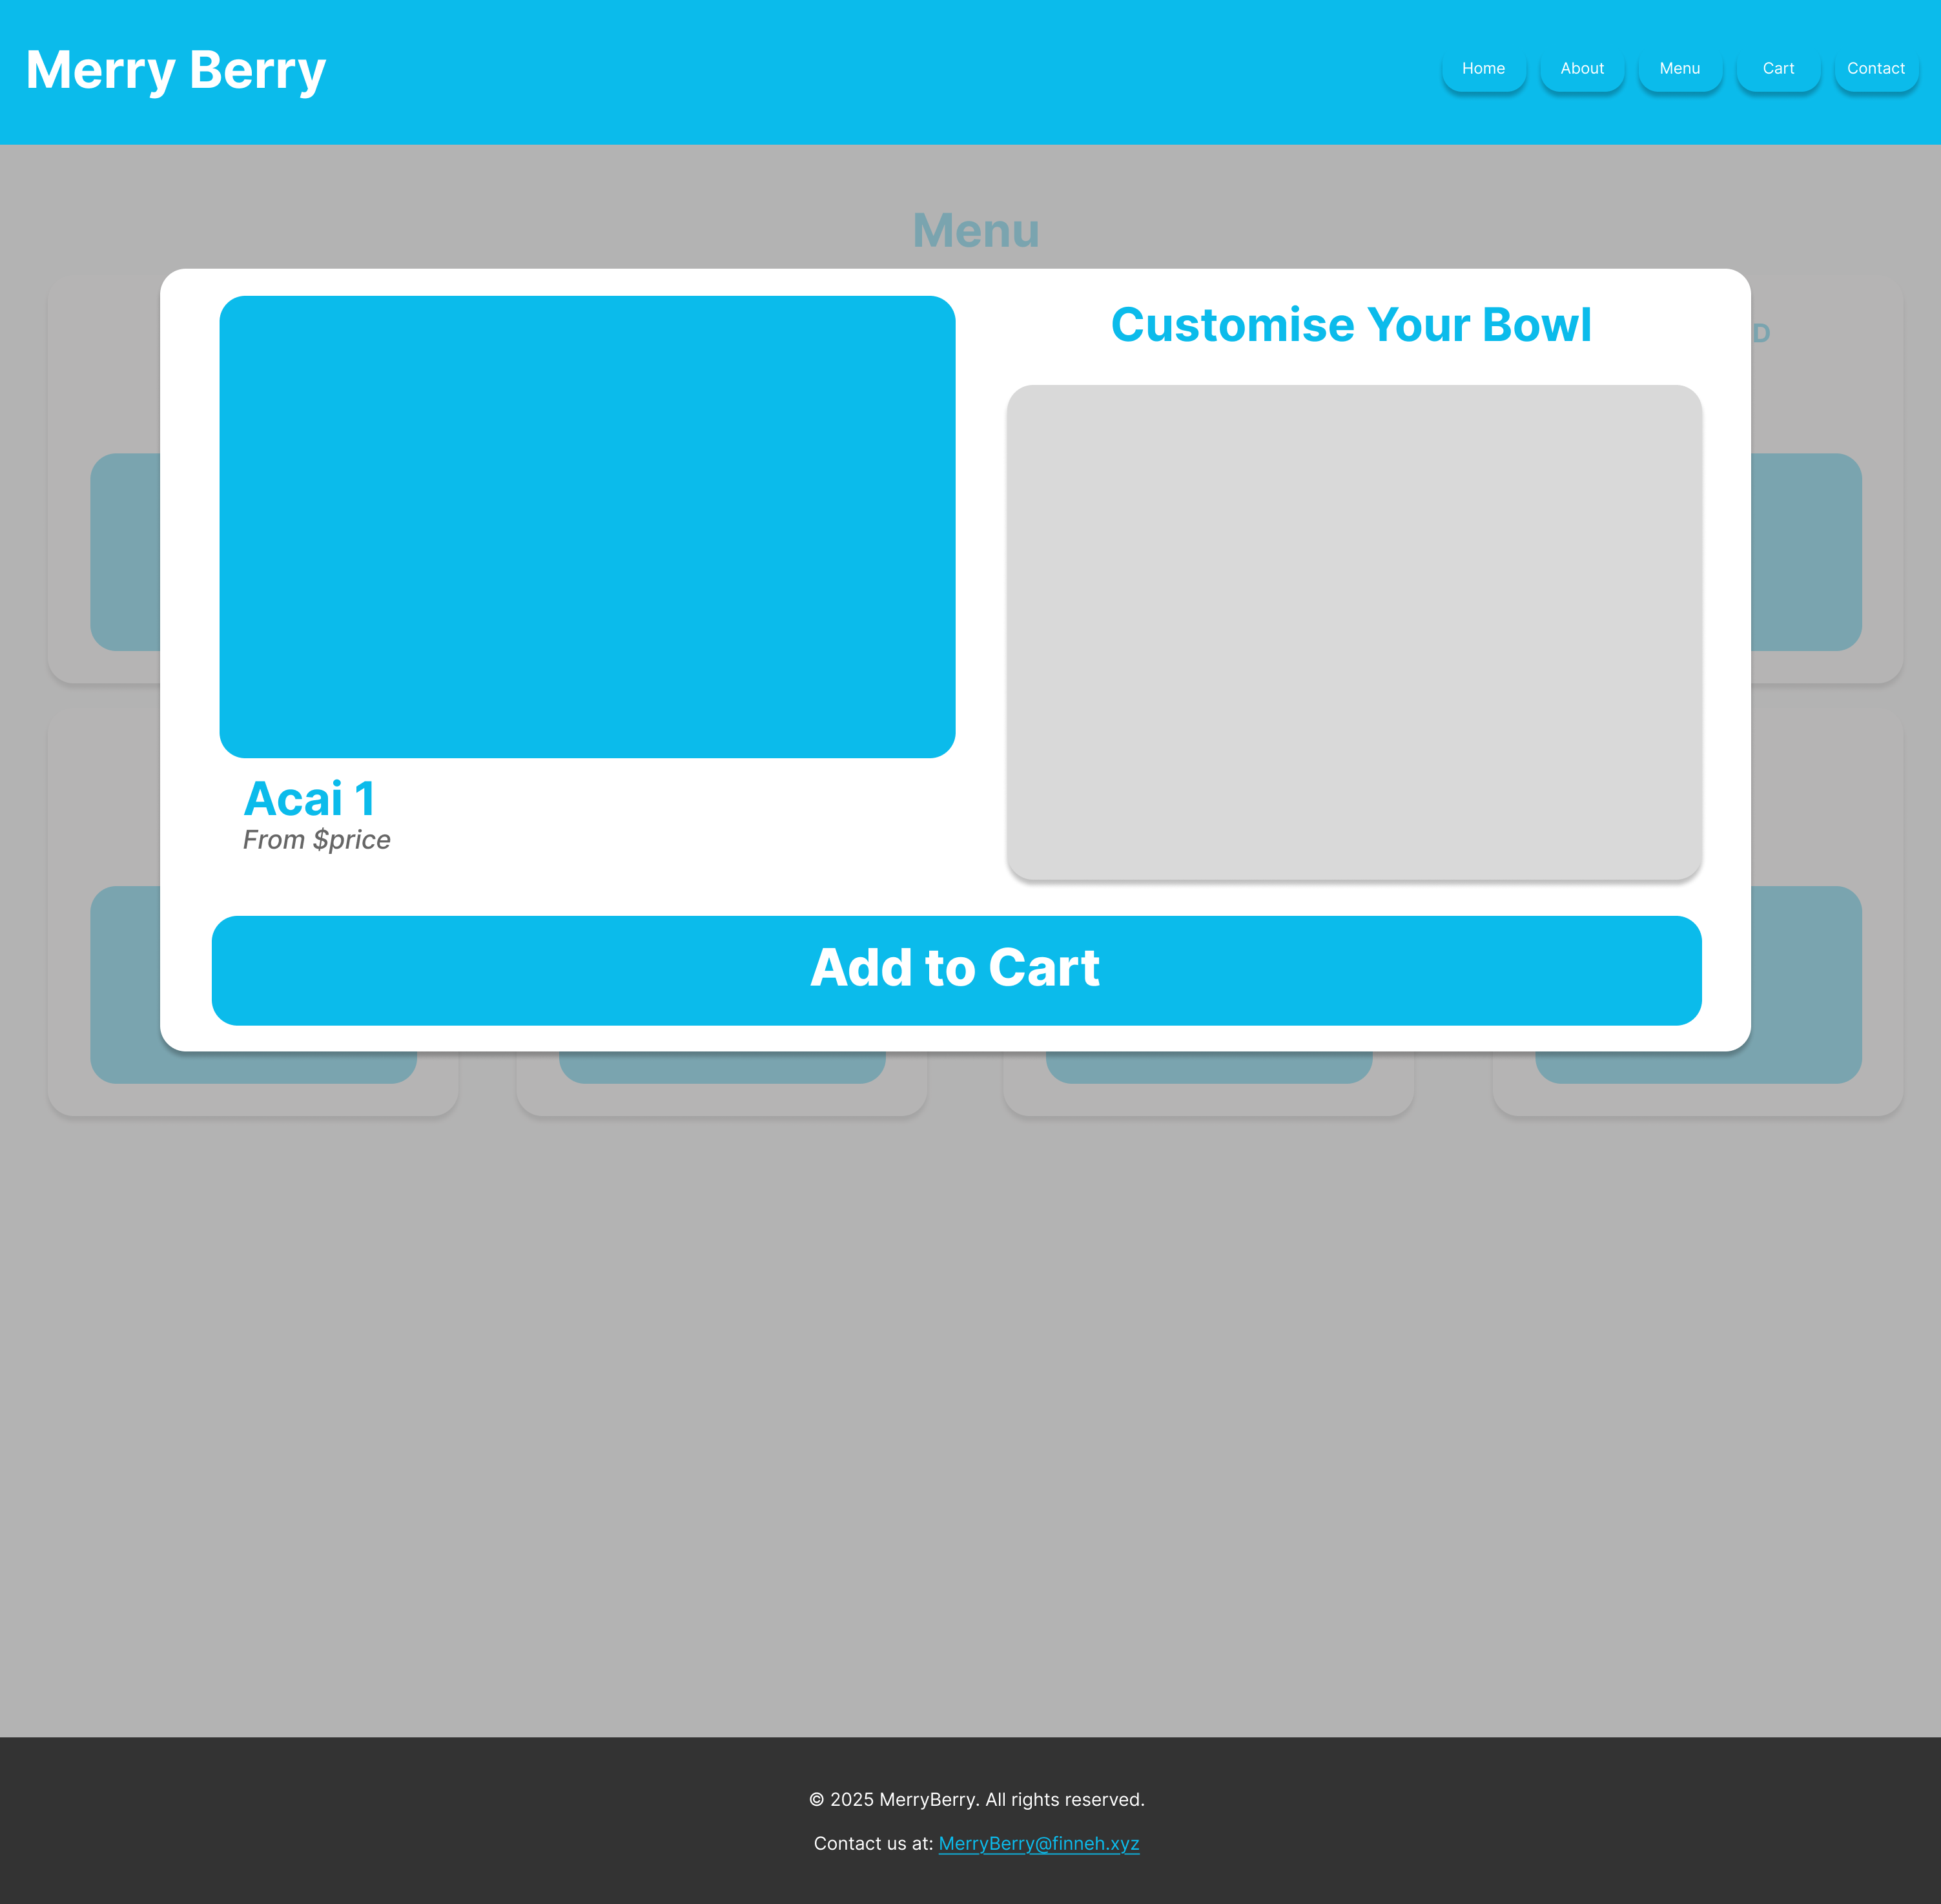 Merry Berry
Home About Menu Cart Contact
Menu
Customise Your Bowl
D
Acai 1
From $price
Add to Cart
© 2025 MerryBerry. All rights reserved.
Contact us at: MerryBerry@finneh.xyz